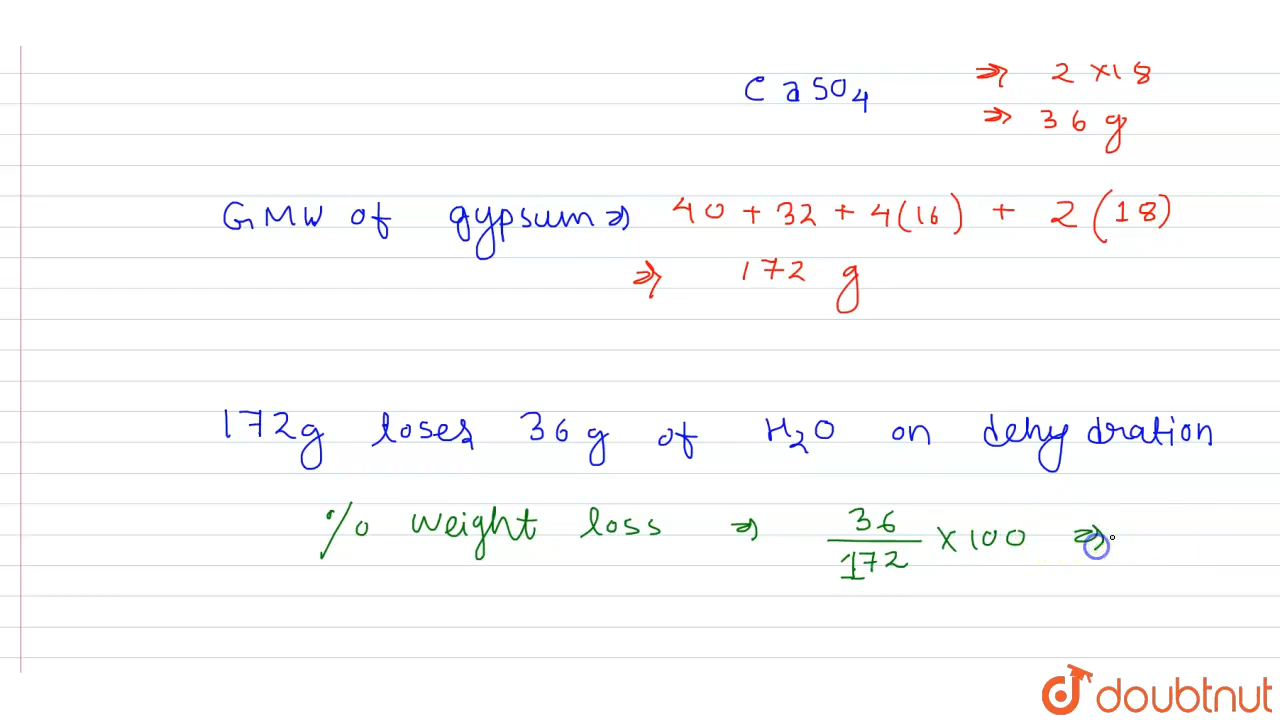 CaSO4 ⇒ 2 × 18
⇒ 36 g
GMW of gypsum ⇒ 40 + 32 + 4(16) + 2(18)
⇒ 172 g
172g loses 36 g of H2O on dehydration
% weight loss ⇒ 36/172 × 100 ⇒
doubtnut